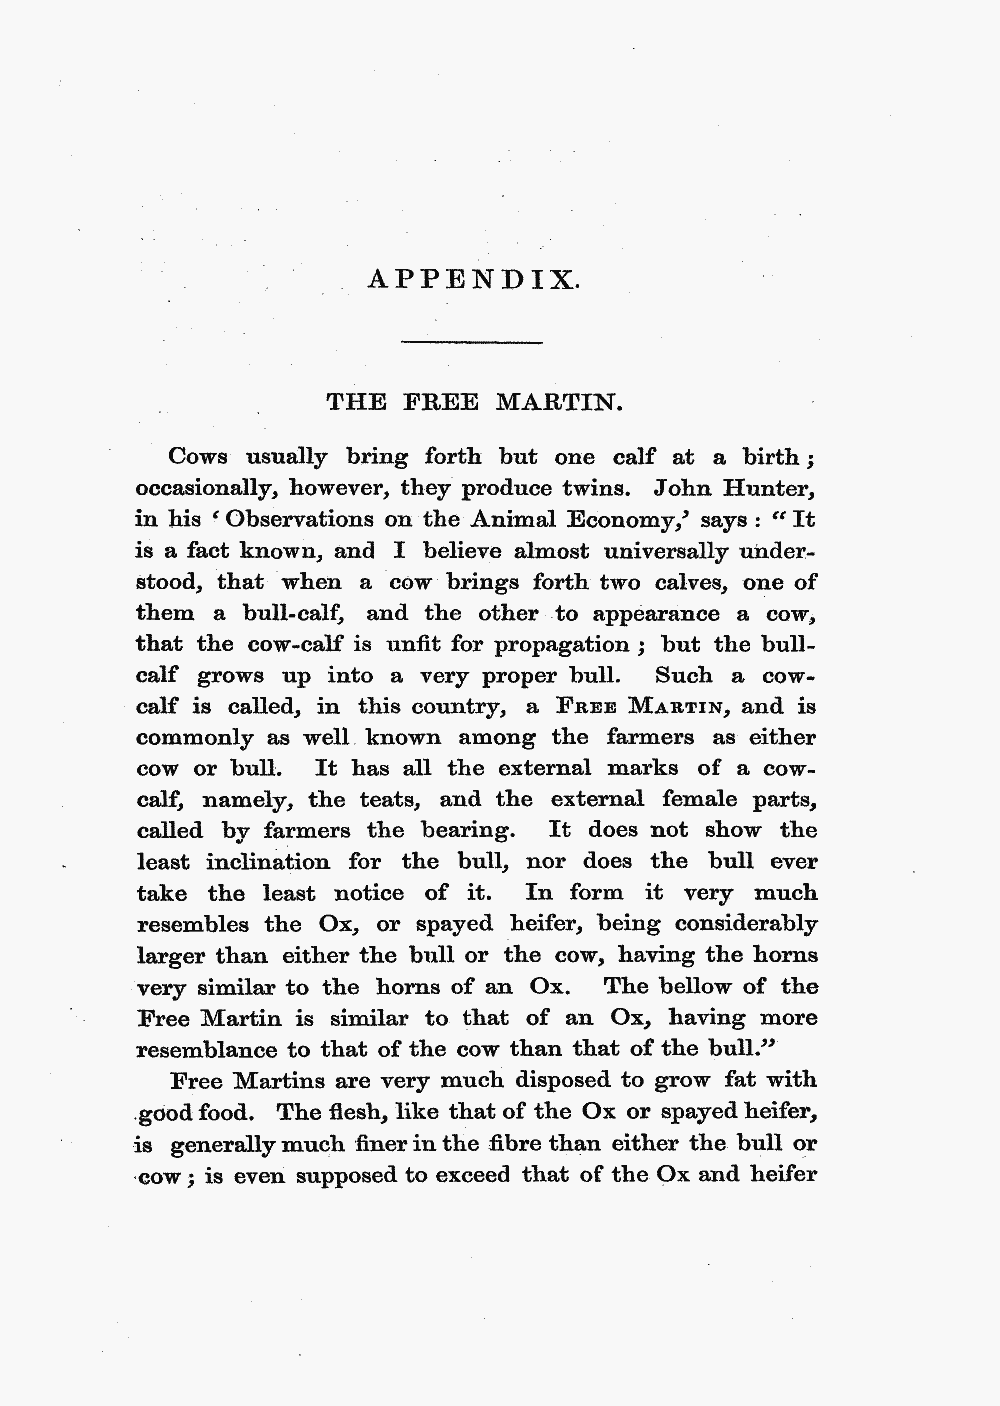 APPENDIX.
THE FREE MARTIN.
Cows usually bring forth but one calf at a birth ;
occasionally, however, they produce twins. John Hunter,
in his ‘ Observations on the Animal Economy,’ says : “ It
is a fact known, and I believe almost universally under-
stood, that when a cow brings forth two calves, one of
them a bull-calf, and the other to appearance a cow,
that the cow-calf is unfit for propagation ; but the bull-
calf grows up into a very proper bull. Such a cow-
calf is called, in this country, a FREE MARTIN, and is
commonly as well known among the farmers as either
cow or bull. It has all the external marks of a cow-
calf, namely, the teats, and the external female parts,
called by farmers the bearing. It does not show the
least inclination for the bull, nor does the bull ever
take the least notice of it. In form it very much
resembles the Ox, or spayed heifer, being considerably
larger than either the bull or the cow, having the horns
very similar to the horns of an Ox. The bellow of the
Free Martin is similar to that of an Ox, having more
resemblance to that of the cow than that of the bull.”
Free Martins are very much disposed to grow fat with
good food. The flesh, like that of the Ox or spayed heifer,
is generally much finer in the fibre than either the bull or
cow ; is even supposed to exceed that of the Ox and heifer